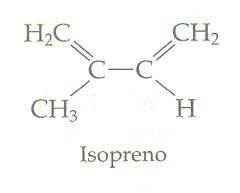 H₂C CH₂
C–C
CH₃ H
Isopreno